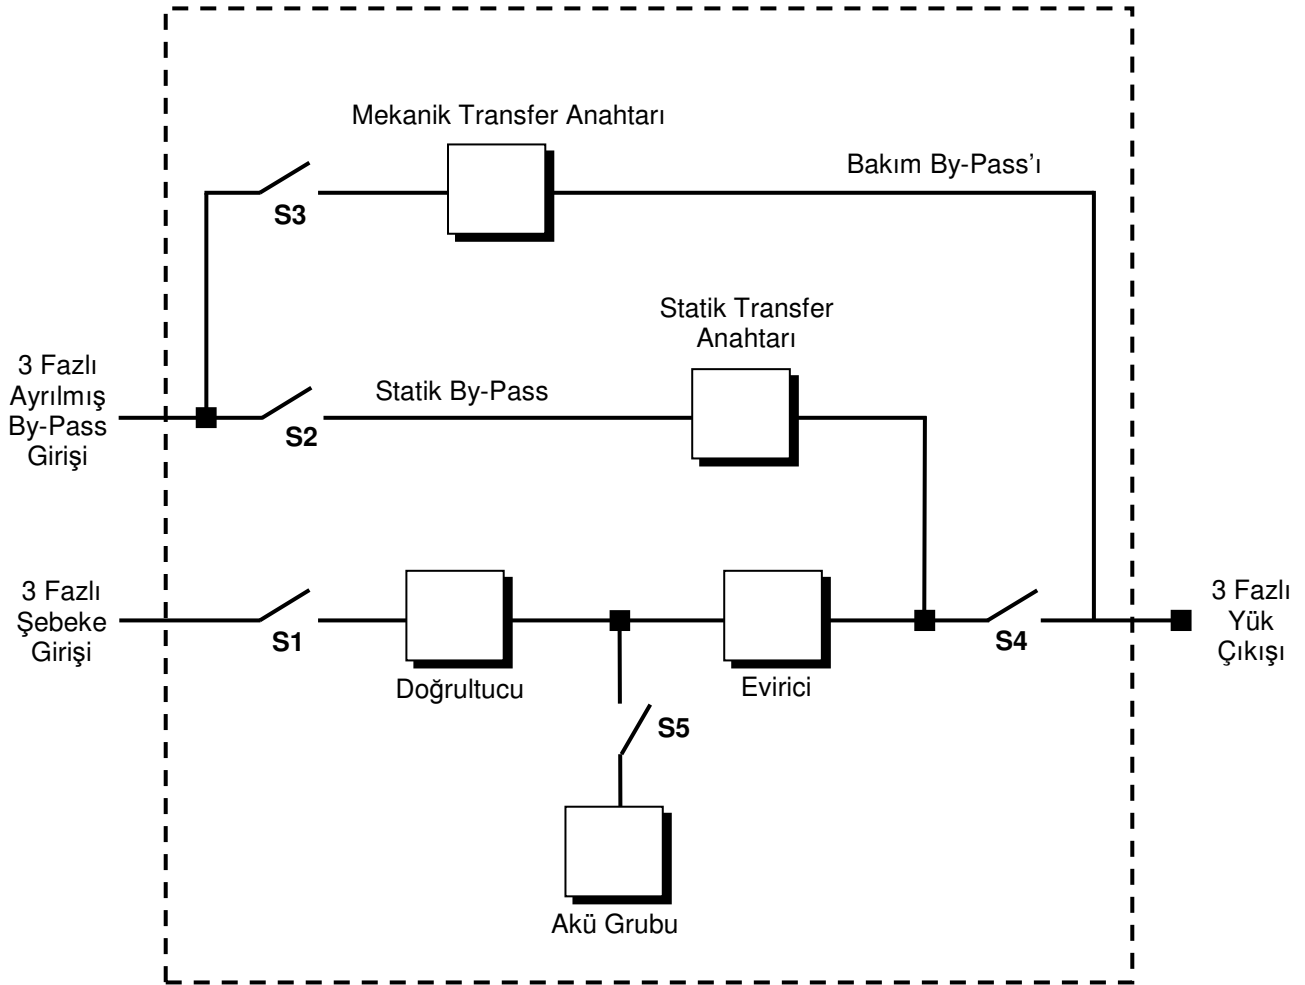 Mekanik Transfer Anahtarı
Bakım By-Pass’ı
S3
Statik Transfer
Anahtarı
3 Fazlı
Ayrılmış
By-Pass
Girişi
Statik By-Pass
S2
3 Fazlı
Şebeke
Girişi
S1
Doğrultucu
Evirici
S4
3 Fazlı
Yük
Çıkışı
S5
Akü Grubu